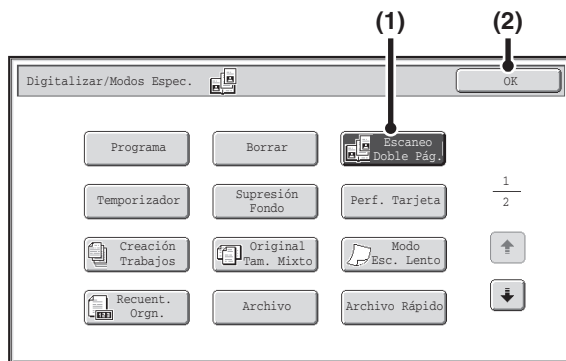 (1) (2)
Digitalizar/Modos Espec.
OK
Programa
Borrar
Escaneo
Doble Pág.
Temporizador
Supresión
Fondo
Perf. Tarjeta
1
2
Creación
Trabajos
Original
Tam. Mixto
Modo
Esc. Lento
Recuent.
Orgn.
123
Archivo
Archivo Rápido